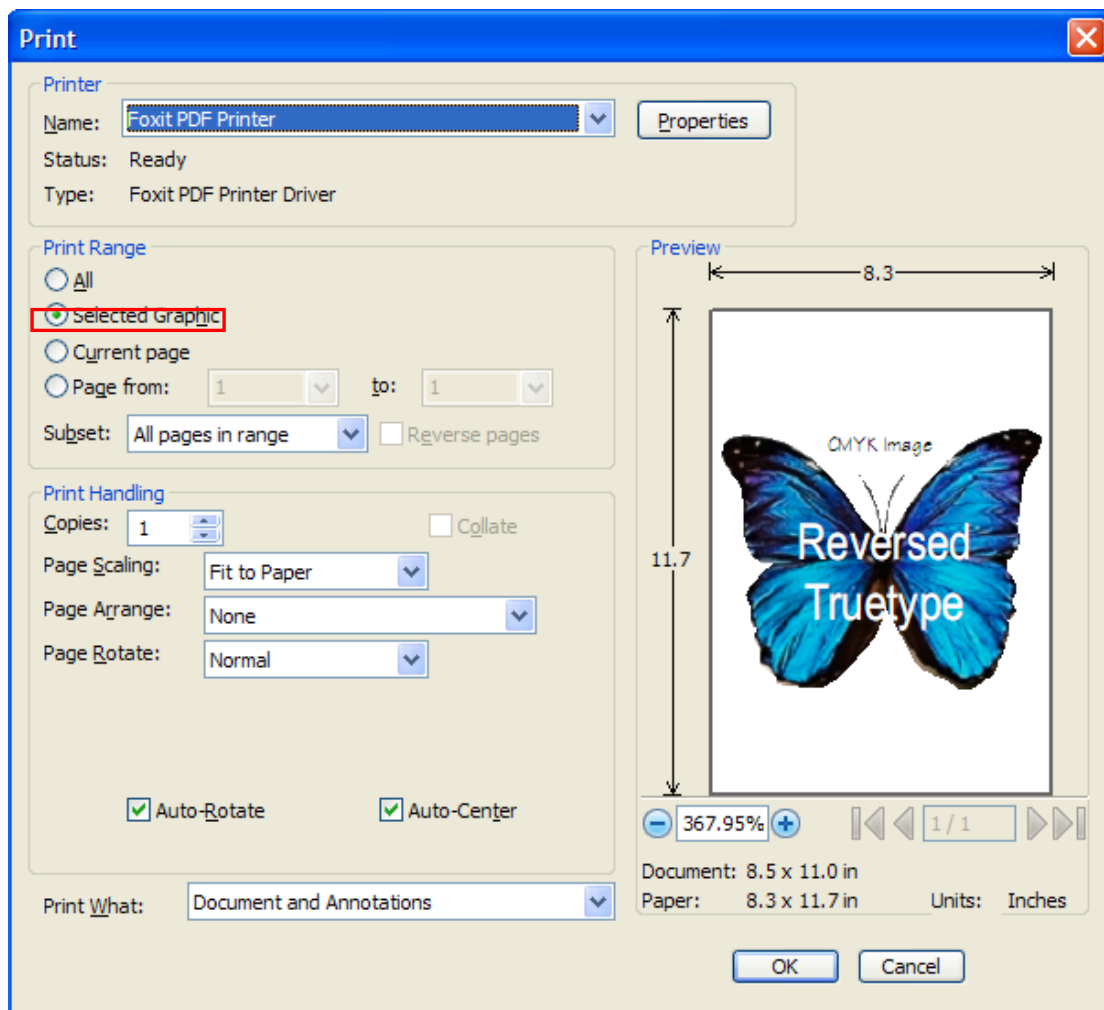 Print
Printer
Name: Foxit PDF Printer Properties
Status: Ready
Type: Foxit PDF Printer Driver
Print Range
All
Selected Graphic
Current page
Page from: 1 to: 1
Subset: All pages in range Reverse pages
Print Handling
Copies: 1 Collate
Page Scaling: Fit to Paper
Page Arrange: None
Page Rotate: Normal
Auto-Rotate Auto-Center
Print What: Document and Annotations
Preview
8.3
11.7
CMYK Image
Reversed
Truetype
367.95% 1 / 1
Document: 8.5 x 11.0 in
Paper: 8.3 x 11.7 in Units: Inches
OK Cancel